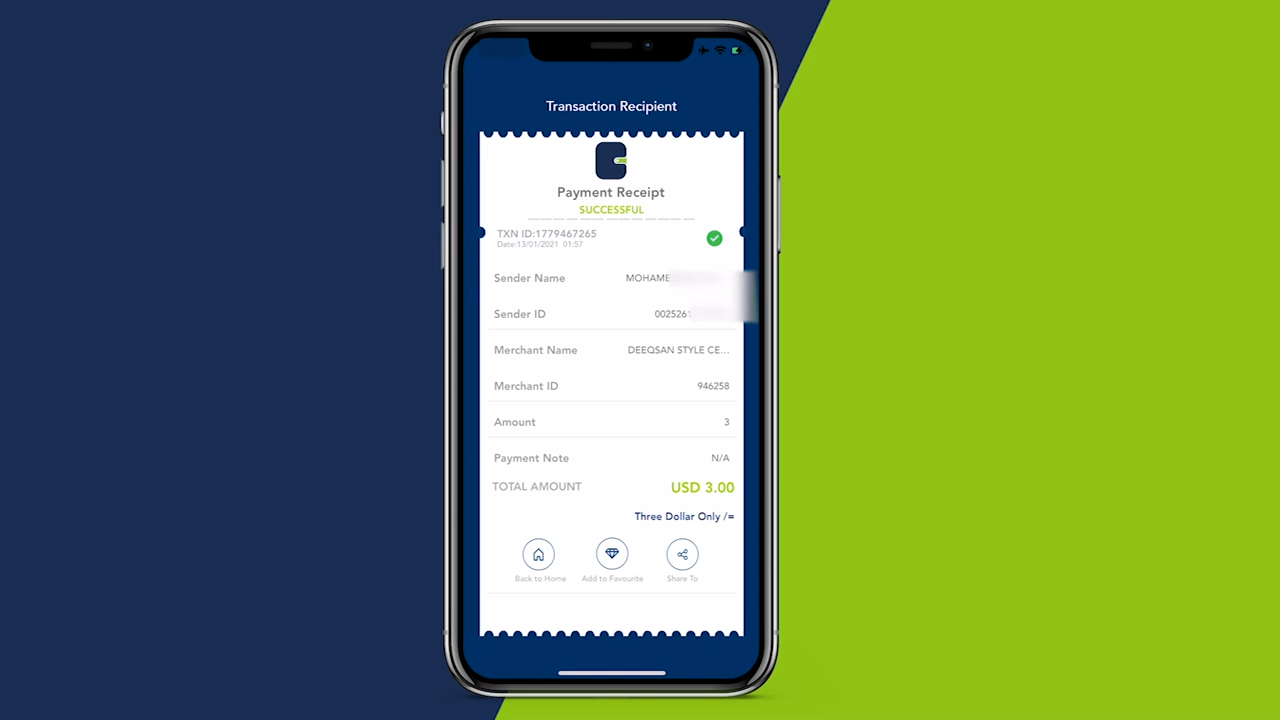 Transaction Recipient
Payment Receipt
SUCCESSFUL
TXN ID:1779467265
Date:13/01/2021 01:57
Sender Name MOHAME
Sender ID 0025261
Merchant Name DEEQSAN STYLE CE...
Merchant ID 946258
Amount 3
Payment Note N/A
TOTAL AMOUNT USD 3.00
Three Dollar Only /=
Back to Home Add to Favourite Share To